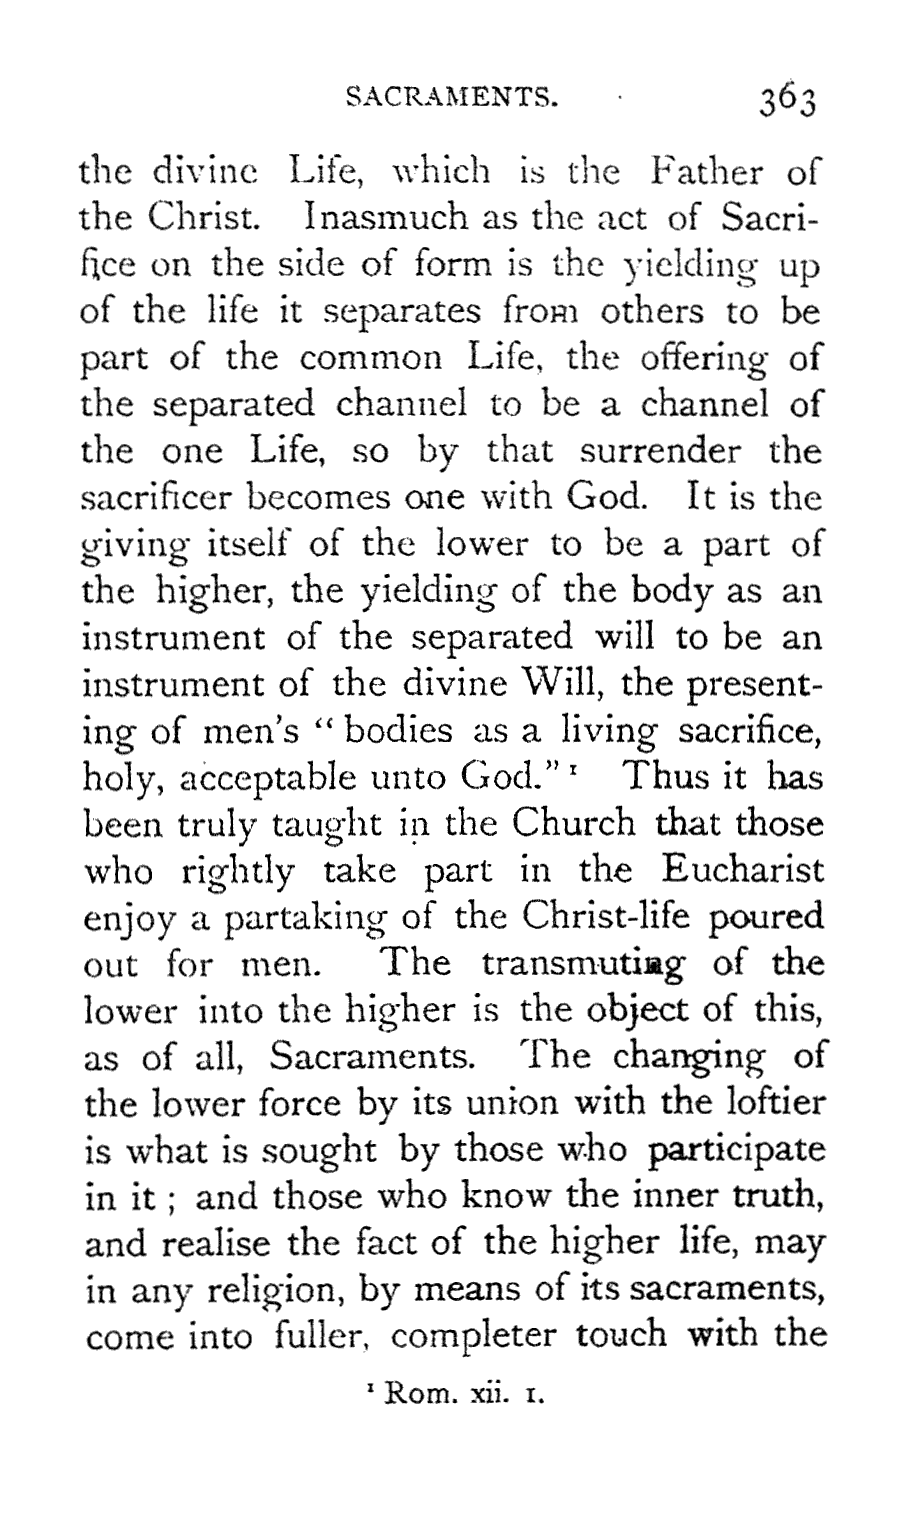 SACRAMENTS. 363
the divine Life, which is the Father of
the Christ. Inasmuch as the act of Sacri-
fice on the side of form is the yielding up
of the life it separates from others to be
part of the common Life, the offering of
the separated channel to be a channel of
the one Life, so by that surrender the
sacrificer becomes one with God. It is the
giving itself of the lower to be a part of
the higher, the yielding of the body as an
instrument of the separated will to be an
instrument of the divine Will, the present-
ing of men's “ bodies as a living sacrifice,
holy, acceptable unto God.” ¹ Thus it has
been truly taught in the Church that those
who rightly take part in the Eucharist
enjoy a partaking of the Christ-life poured
out for men. The transmuting of the
lower into the higher is the object of this,
as of all, Sacraments. The changing of
the lower force by its union with the loftier
is what is sought by those who participate
in it ; and those who know the inner truth,
and realise the fact of the higher life, may
in any religion, by means of its sacraments,
come into fuller, completer touch with the
¹ Rom. xii. 1.